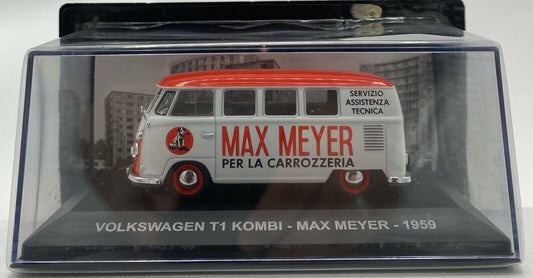 SERVIZIO
ASSISTENZA
TECNICA
MAX MEYER
PER LA CARROZZERIA
VOLKSWAGEN T1 KOMBI - MAX MEYER - 1959